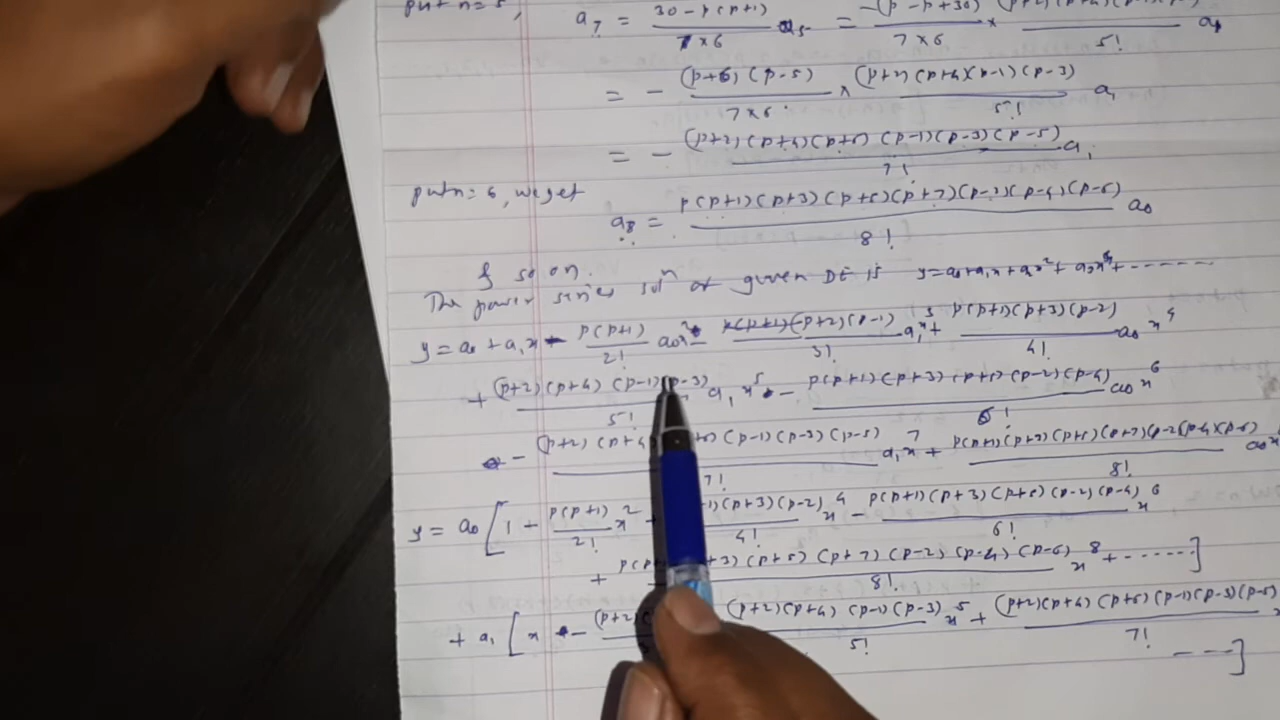 put n = 5,
a₇ = (30 - p(p+1))/(7×6) a₅ = -(p² - p + 30)/(7×6) × /5! a₁
= - (p+6)(p-5)/(7×6) × (p+2)(p+4)(p-1)(p-3)/5! a₁
= - (p+2)(p+4)(p+6)(p-1)(p-3)(p-5)/7! a₁
put n = 6, we get
a₈ = p(p+1)(p+3)(p+5)(p+7)(p-2)(p-4)(p-6)/8! a₀
& so on.
The power series solⁿ of given DE is y = a₀ + a₁x + a₂x² + a₃x³ + ------
y = a₀ + a₁x - p(p+1)/2! a₀x² - (p+2)(p-1)/3! a₁x³ + p(p+1)(p+3)(p-2)/4! a₀x⁴
+ (p+2)(p+4)(p-1)(p-3)/5! a₁x⁵ - p(p+1)(p+3)(p+5)(p-2)(p-4)/6! a₀x⁶
- (p+2)(p+4) (p-1)(p-3)(p-5)/7! a₁x⁷ + p(p+1)(p+3)(p+5)(p+7)(p-2)(p-4)(p-6)/8! a₀x
y = a₀ [1 - p(p+1)/2! x² + (p+3)(p-2)/4! x⁴ - p(p+1)(p+3)(p+5)(p-2)(p-4)/6! x⁶
+ (p+5)(p+7)(p-2)(p-4)(p-6)/8! x⁸ + ------]
+ a₁ [x - (p+2) (p+2)(p+4)(p-1)(p-3)/5! x⁵ + (p+2)(p+4)(p+5)(p-1)(p-3)(p-5)/7!
-- -]